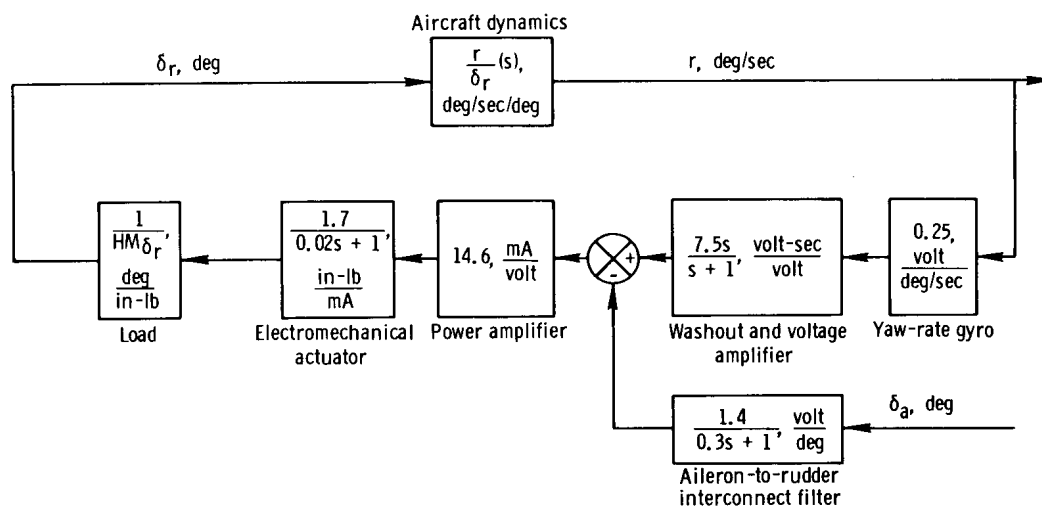 Aircraft dynamics
δr, deg
r/δr (s),
deg/sec/deg
r, deg/sec
1/HMδr,
deg/in-lb
Load
1.7/0.02s + 1,
in-lb/mA
Electromechanical
actuator
14.6, mA/volt
Power amplifier
+
-
7.5s/s + 1, volt-sec/volt
Washout and voltage
amplifier
0.25,
volt/deg/sec
Yaw-rate gyro
1.4/0.3s + 1, volt/deg
δa, deg
Aileron-to-rudder
interconnect filter